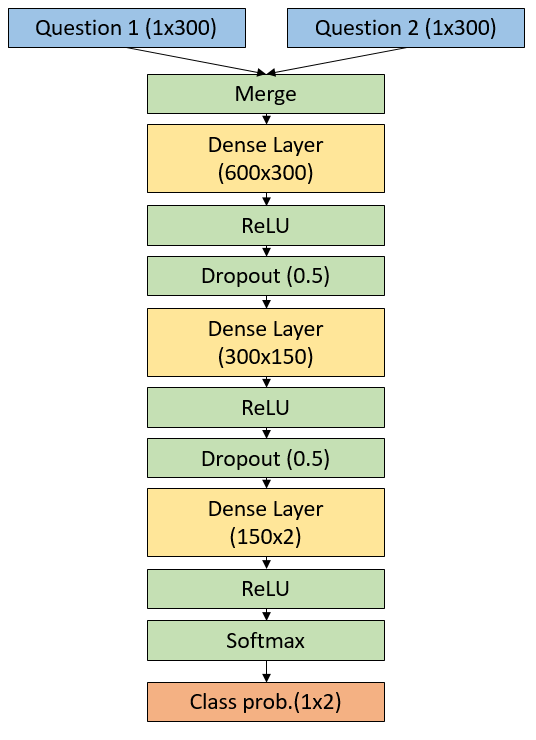 Question 1 (1x300)
Question 2 (1x300)
Merge
Dense Layer
(600x300)
ReLU
Dropout (0.5)
Dense Layer
(300x150)
ReLU
Dropout (0.5)
Dense Layer
(150x2)
ReLU
Softmax
Class prob.(1x2)